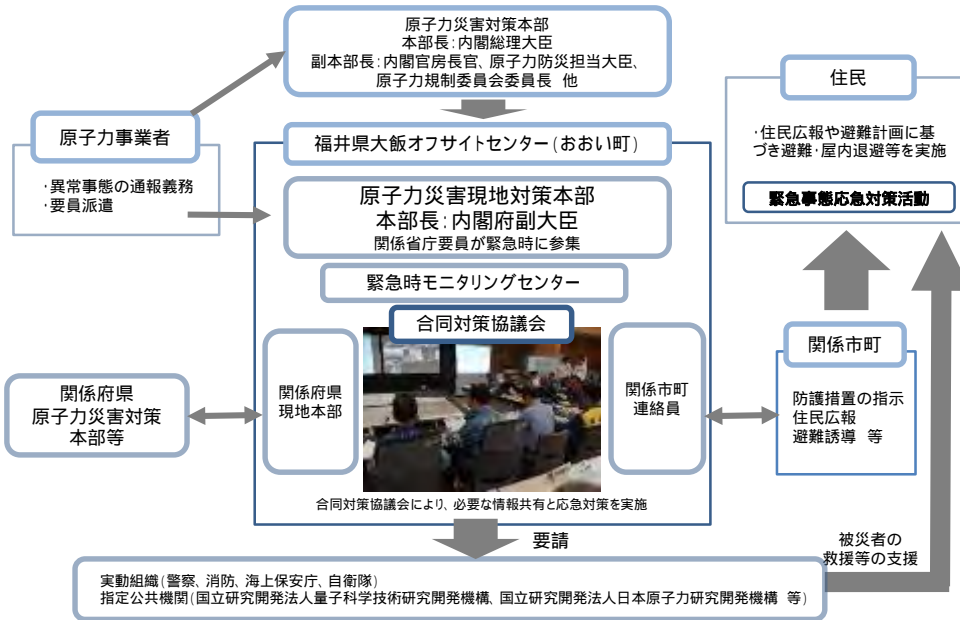 原子力災害対策本部
本部長:内閣総理大臣
副本部長:内閣官房長官、原子力防災担当大臣、
原子力規制委員会委員長 他
原子力事業者
・異常事態の通報義務
・要員派遣
福井県大飯オフサイトセンター(おおい町)
原子力災害現地対策本部
本部長:内閣府副大臣
関係省庁要員が緊急時に参集
緊急時モニタリングセンター
合同対策協議会
関係府県
現地本部
関係市町
連絡員
合同対策協議会により、必要な情報共有と応急対策を実施
関係府県
原子力災害対策
本部等
住民
・住民広報や避難計画に基
づき避難・屋内退避等を実施
緊急事態応急対策活動
関係市町
防護措置の指示
住民広報
避難誘導 等
要請
被災者の
救援等の支援
実動組織(警察、消防、海上保安庁、自衛隊)
指定公共機関(国立研究開発法人量子科学技術研究開発機構、国立研究開発法人日本原子力研究開発機構 等)